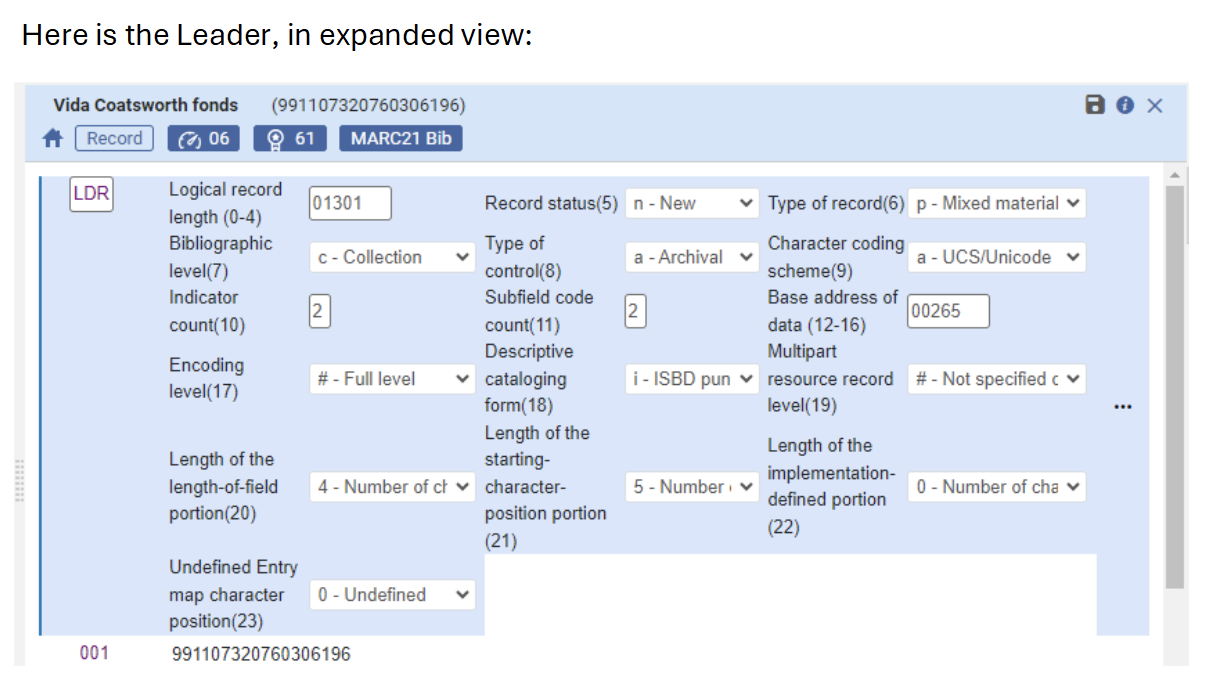 Here is the Leader, in expanded view:
Vida Coatsworth fonds (991107320760306196)
Record 06 61 MARC21 Bib
LDR
Logical record length (0-4) 01301
Record status(5) n - New
Type of record(6) p - Mixed material
Bibliographic level(7) c - Collection
Type of control(8) a - Archival
Character coding scheme(9) a - UCS/Unicode
Indicator count(10) 2
Subfield code count(11) 2
Base address of data (12-16) 00265
Encoding level(17) # - Full level
Descriptive cataloging form(18) i - ISBD pun
Multipart resource record level(19) # - Not specified c
Length of the length-of-field portion(20) 4 - Number of ch
Length of the starting-character-position portion (21) 5 - Number
Length of the implementation-defined portion (22) 0 - Number of cha
Undefined Entry map character position(23) 0 - Undefined
...
001 991107320760306196